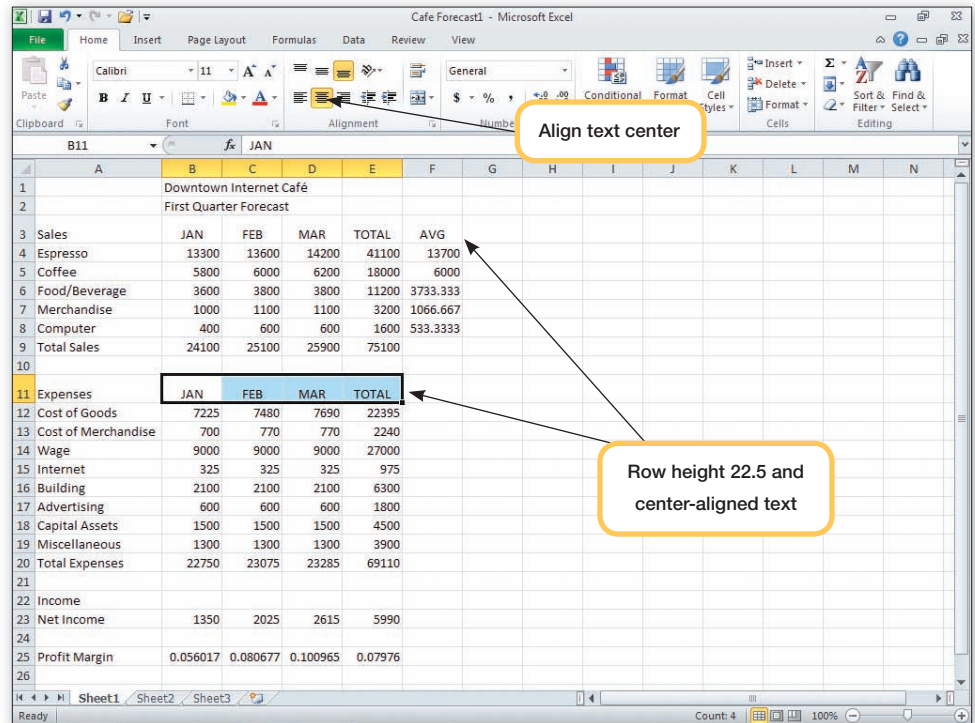 Cafe Forecast1 - Microsoft Excel
File Home Insert Page Layout Formulas Data Review View
Paste
Calibri 11 A A
B I U A
General
$ % , .00
Conditional Format Cell
Styles
Insert
Delete
Format
Σ
Sort & Find &
Filter Select
Clipboard Font Alignment Numbe Cells Editing
Align text center
B11 fx JAN
A B C D E F G H I J K L M N
1 Downtown Internet Café
2 First Quarter Forecast
3 Sales JAN FEB MAR TOTAL AVG
4 Espresso 13300 13600 14200 41100 13700
5 Coffee 5800 6000 6200 18000 6000
6 Food/Beverage 3600 3800 3800 11200 3733.333
7 Merchandise 1000 1100 1100 3200 1066.667
8 Computer 400 600 600 1600 533.3333
9 Total Sales 24100 25100 25900 75100
10
11 Expenses JAN FEB MAR TOTAL
12 Cost of Goods 7225 7480 7690 22395
13 Cost of Merchandise 700 770 770 2240
14 Wage 9000 9000 9000 27000
15 Internet 325 325 325 975
16 Building 2100 2100 2100 6300
17 Advertising 600 600 600 1800
18 Capital Assets 1500 1500 1500 4500
19 Miscellaneous 1300 1300 1300 3900
20 Total Expenses 22750 23075 23285 69110
21
22 Income
23 Net Income 1350 2025 2615 5990
24
25 Profit Margin 0.056017 0.080677 0.100965 0.07976
26
Row height 22.5 and
center-aligned text
Sheet1 Sheet2 Sheet3
Ready Count: 4 100%